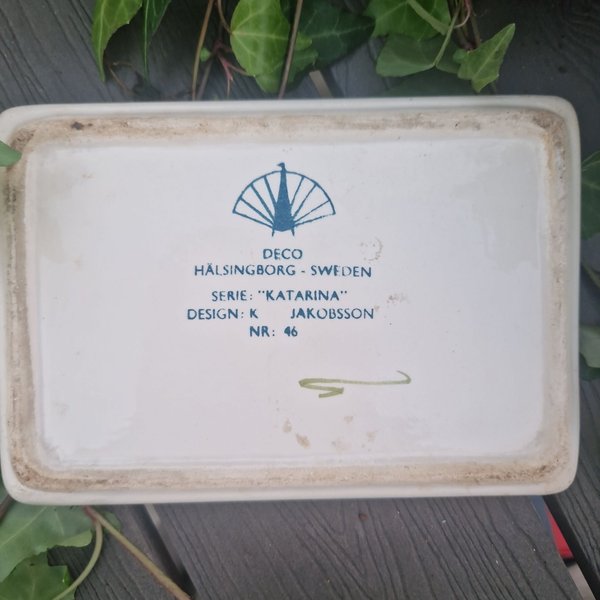 DECO
HÄLSINGBORG - SWEDEN
SERIE: "KATARINA"
DESIGN: K JAKOBSSON
NR: 46